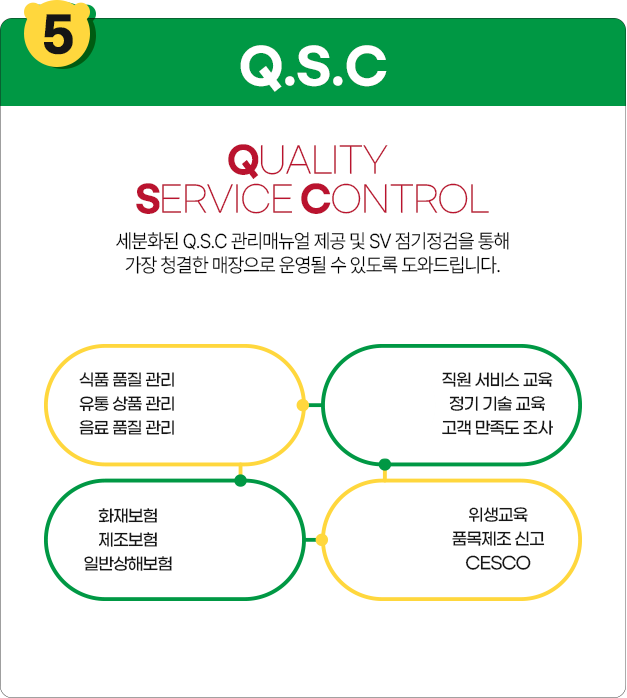 5
Q.S.C
QUALITY
SERVICE CONTROL
세분화된 Q.S.C 관리매뉴얼 제공 및 SV 점기정검을 통해
가장 청결한 매장으로 운영될 수 있도록 도와드립니다.
식품 품질 관리
유통 상품 관리
음료 품질 관리
직원 서비스 교육
정기 기술 교육
고객 만족도 조사
화재보험
제조보험
일반상해보험
위생교육
품목제조 신고
CESCO